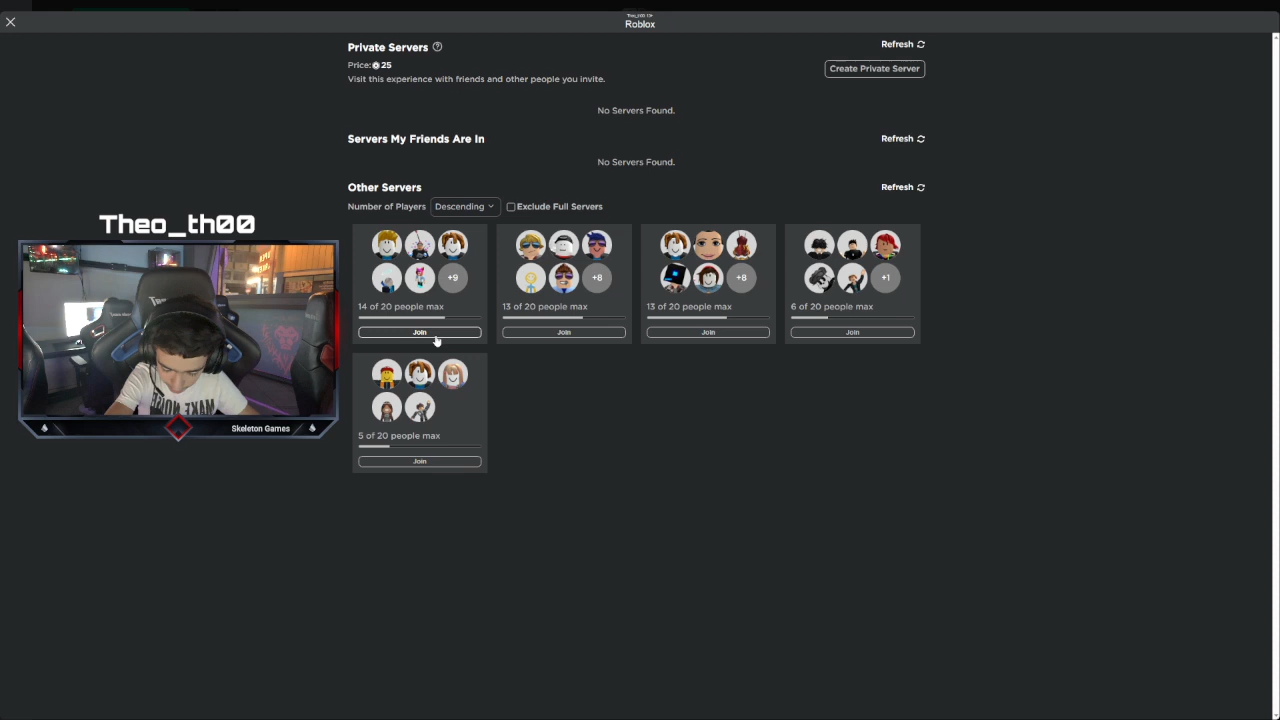 Roblox
Private Servers
Refresh
Price: 25
Create Private Server
Visit this experience with friends and other people you invite.
No Servers Found.
Servers My Friends Are In
Refresh
No Servers Found.
Other Servers
Refresh
Number of Players Descending Exclude Full Servers
Theo_th00
+9
+8
+8
+1
14 of 20 people max
13 of 20 people max
13 of 20 people max
6 of 20 people max
Join
Join
Join
Join
5 of 20 people max
Join
Skeleton Games